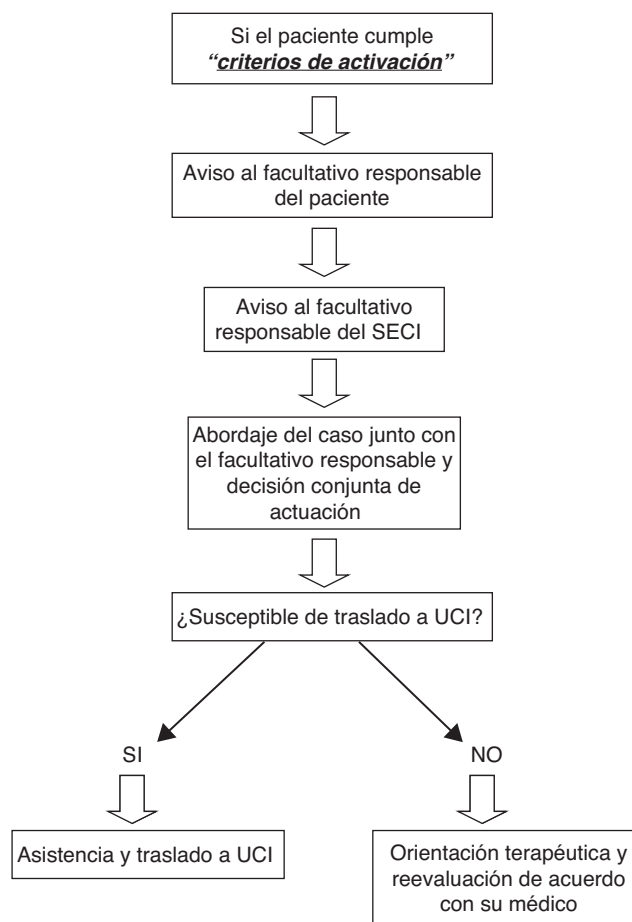 Si el paciente cumple
“criterios de activación”
Aviso al facultativo responsable
del paciente
Aviso al facultativo
responsable del SECI
Abordaje del caso junto con
el facultativo responsable y
decisión conjunta de
actuación
¿Susceptible de traslado a UCI?
SI
NO
Asistencia y traslado a UCI
Orientación terapéutica y
reevaluación de acuerdo
con su médico